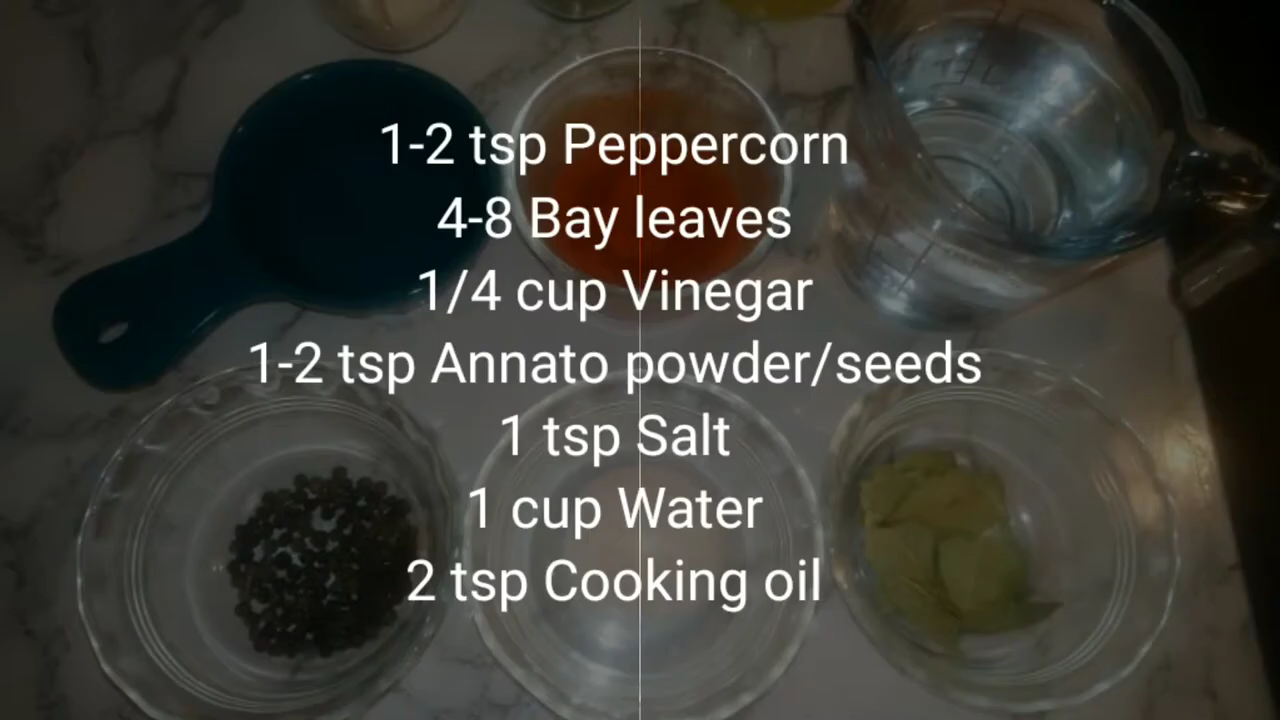 1-2 tsp Peppercorn
4-8 Bay leaves
1/4 cup Vinegar
1-2 tsp Annato powder/seeds
1 tsp Salt
1 cup Water
2 tsp Cooking oil